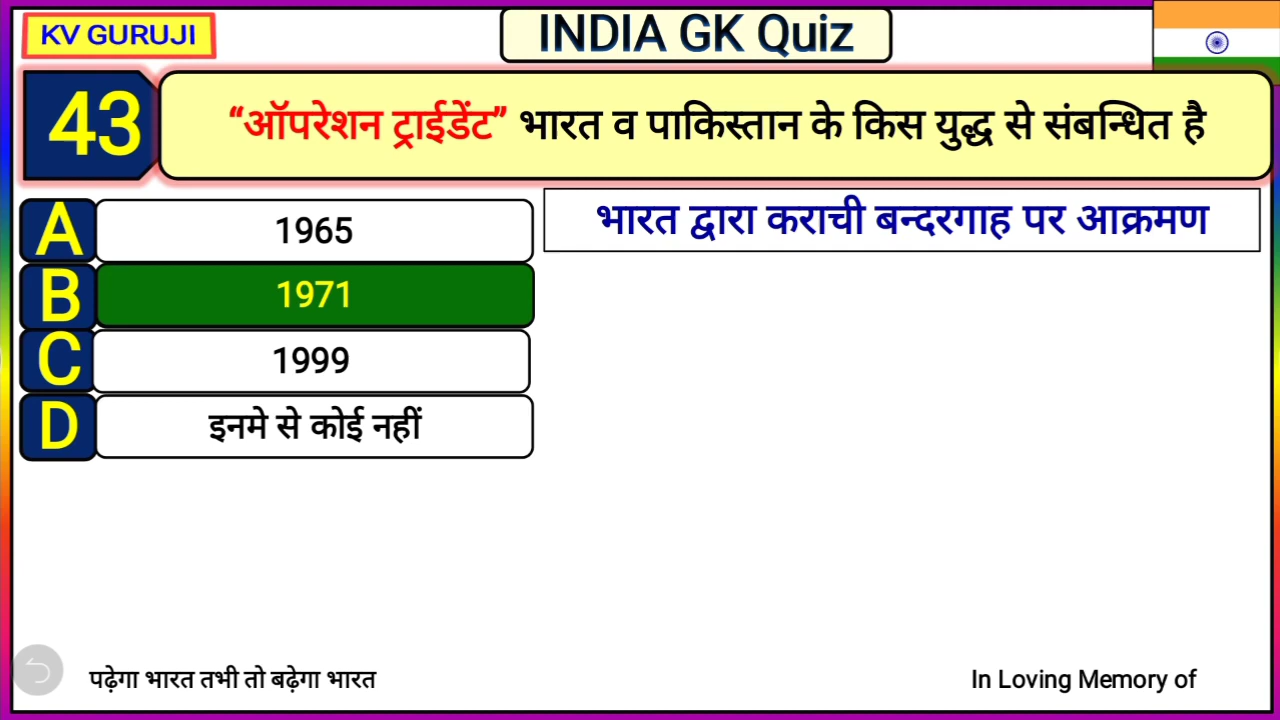 KV GURUJI
INDIA GK Quiz
43
“ऑपरेशन ट्राईडेंट” भारत व पाकिस्तान के किस युद्ध से संबन्धित है
A
1965
भारत द्वारा कराची बन्दरगाह पर आक्रमण
B
1971
C
1999
D
इनमे से कोई नहीं
पढ़ेगा भारत तभी तो बढ़ेगा भारत
In Loving Memory of